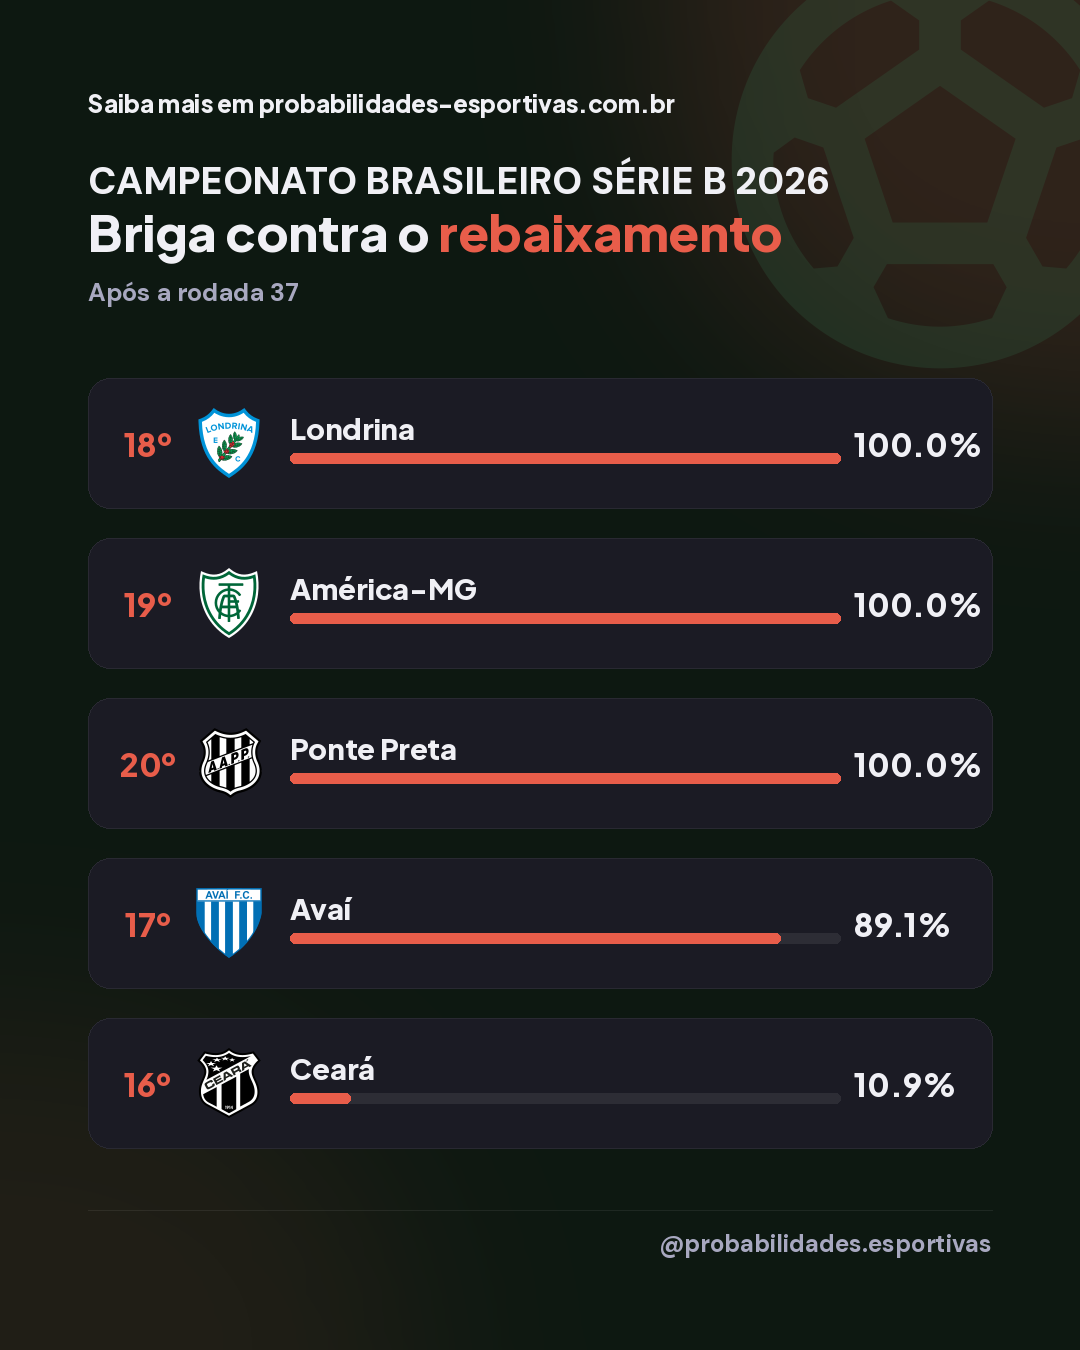 Saiba mais em probabilidades-esportivas.com.br
CAMPEONATO BRASILEIRO SÉRIE B 2026
Briga contra o rebaixamento
Após a rodada 37
18º
LONDRINA
E
C
Londrina
100.0%
19º
América-MG
100.0%
20º
AAPP
Ponte Preta
100.0%
17º
AVAÍ F.C.
Avaí
89.1%
16º
CEARÁ
1914
Ceará
10.9%
@probabilidades.esportivas